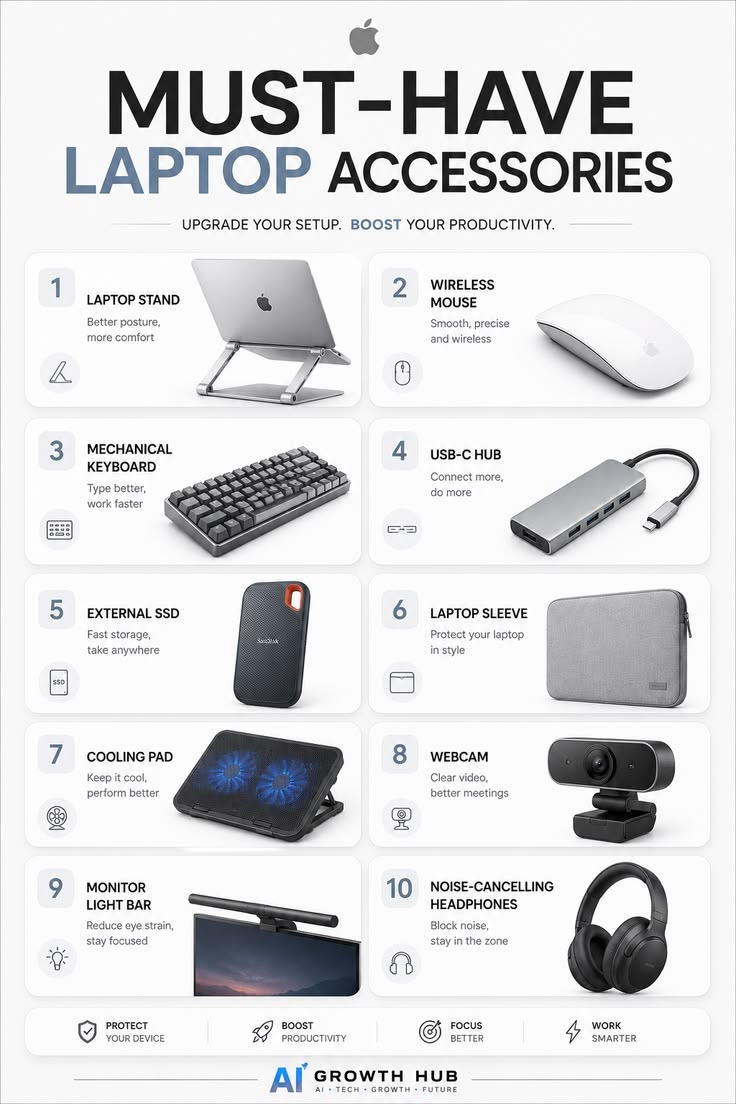 MUST-HAVE
LAPTOP ACCESSORIES
UPGRADE YOUR SETUP. BOOST YOUR PRODUCTIVITY.
1
LAPTOP STAND
Better posture,
more comfort
2
WIRELESS
MOUSE
Smooth, precise
and wireless
3
MECHANICAL
KEYBOARD
Type better,
work faster
4
USB-C HUB
Connect more,
do more
5
EXTERNAL SSD
Fast storage,
take anywhere
SSD
SanDisk
6
LAPTOP SLEEVE
Protect your laptop
in style
7
COOLING PAD
Keep it cool,
perform better
8
WEBCAM
Clear video,
better meetings
9
MONITOR
LIGHT BAR
Reduce eye strain,
stay focused
10
NOISE-CANCELLING
HEADPHONES
Block noise,
stay in the zone
PROTECT
YOUR DEVICE
BOOST
PRODUCTIVITY
FOCUS
BETTER
WORK
SMARTER
AI GROWTH HUB
AI • TECH • GROWTH • FUTURE